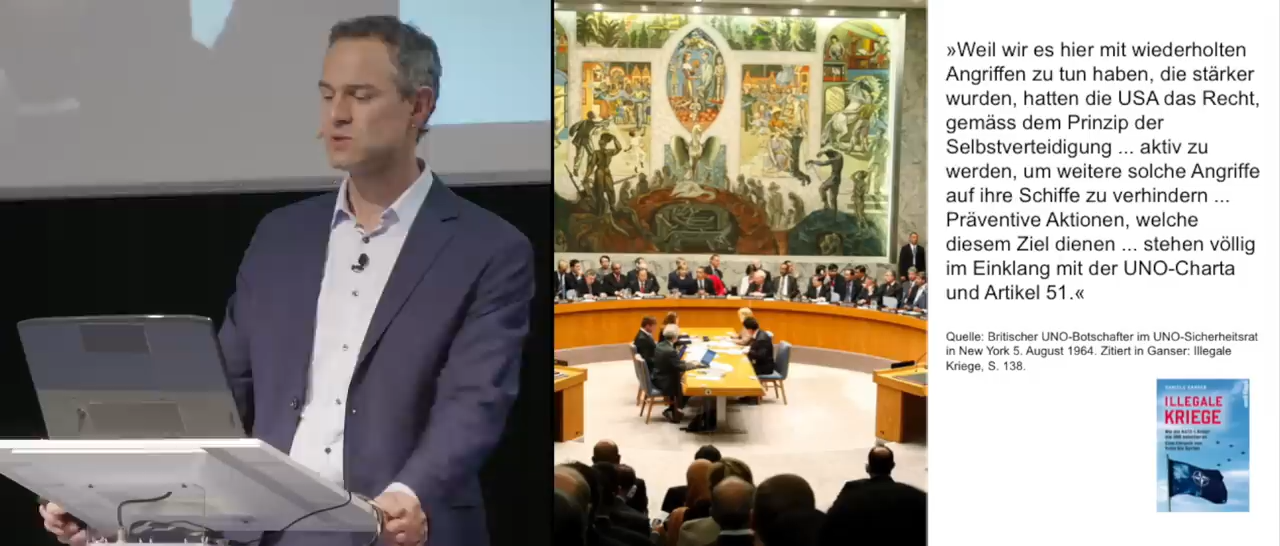 »Weil wir es hier mit wiederholten
Angriffen zu tun haben, die stärker
wurden, hatten die USA das Recht,
gemäss dem Prinzip der
Selbstverteidigung ... aktiv zu
werden, um weitere solche Angriffe
auf ihre Schiffe zu verhindern ...
Präventive Aktionen, welche
diesem Ziel dienen ... stehen völlig
im Einklang mit der UNO-Charta
und Artikel 51.«
Quelle: Britischer UNO-Botschafter im UNO-Sicherheitsrat
in New York 5. August 1964. Zitiert in Ganser: Illegale
Kriege, S. 138.
DANIELE GANSER
ILLEGALE
KRIEGE